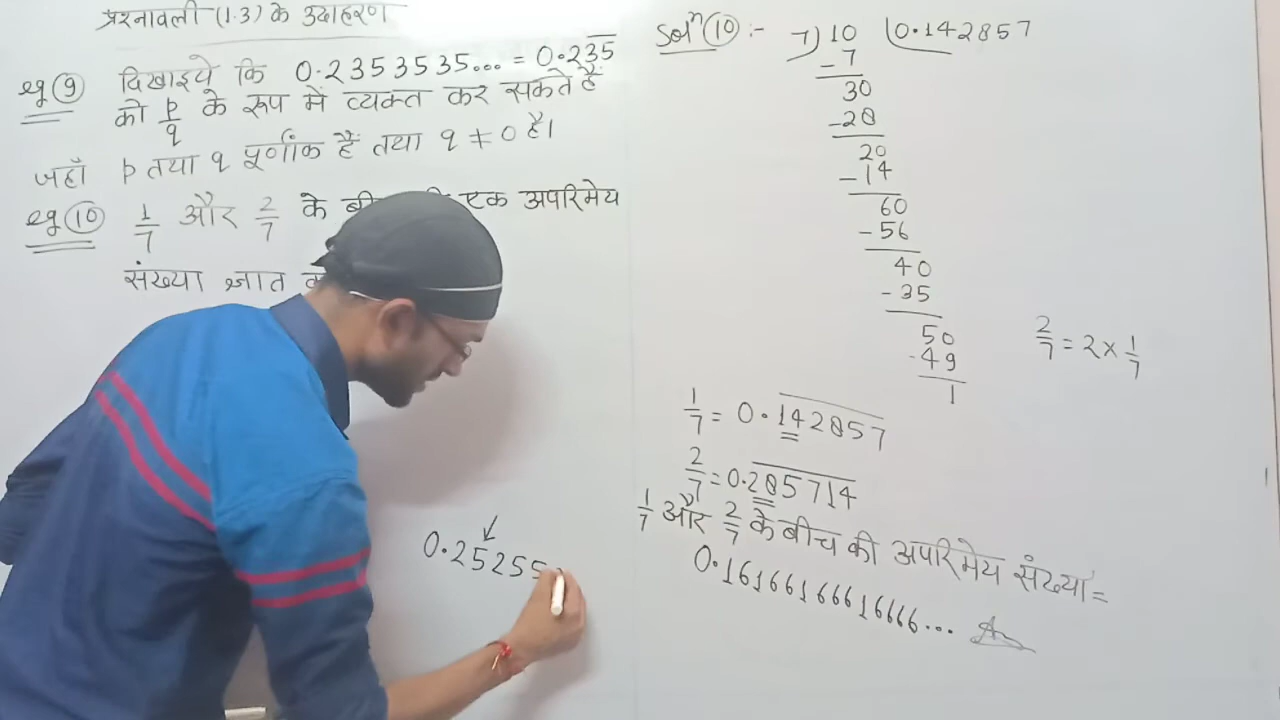 प्रश्नावली (1.3) के उदाहरण
eg 9 दिखाइये कि 0.2353535... = 0.235
को p/q के रूप में व्यक्त कर सकते हैं
जहाँ p तथा q पूर्णांक हैं तथा q ≠ 0 है।
eg 10 1/7 और 2/7 के एक अपरिमेय
संख्या ज्ञात
0.25255
Solⁿ 10 :- 7) 10 (0.142857
-7
30
-28
20
-14
60
-56
40
-35
50
-49
1
2/7 = 2 × 1/7
1/7 = 0.142857
2/7 = 0.285714
1/7 और 2/7 के बीच की अपरिमेय संख्या =
0.16166166616666...